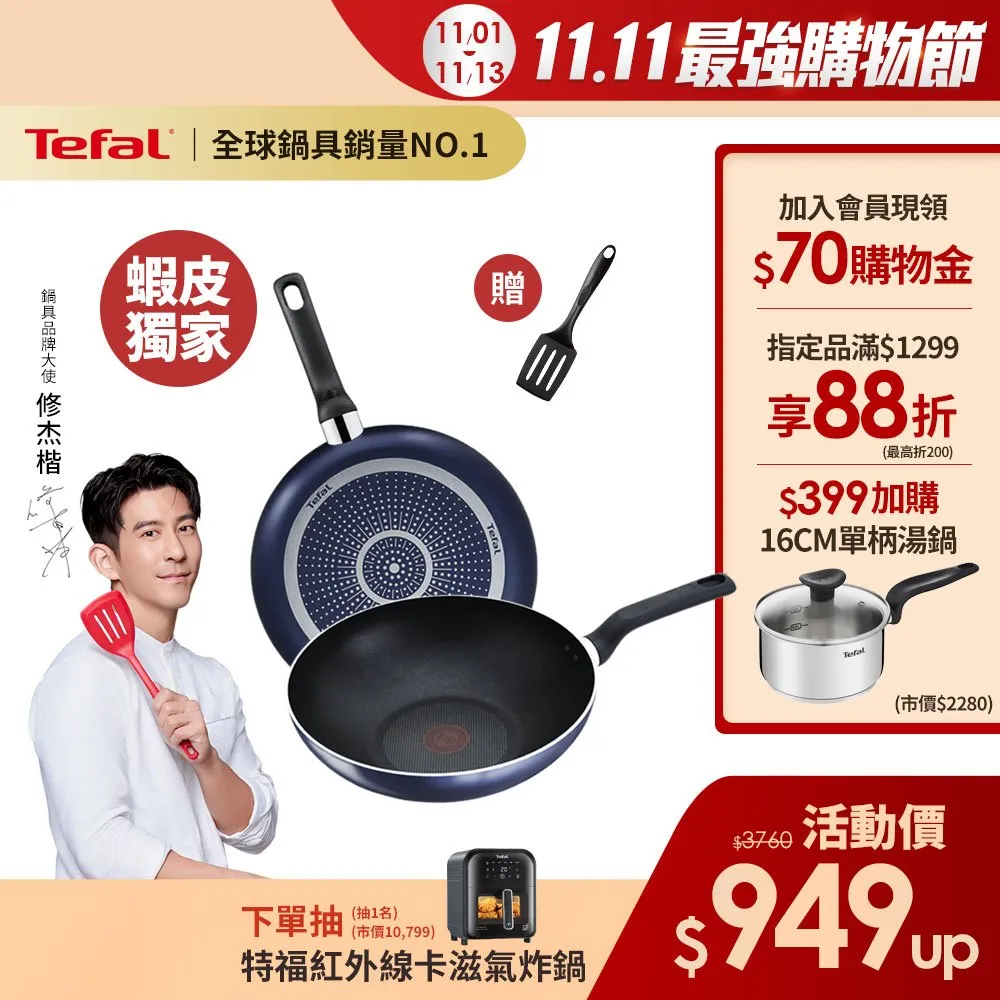 11/01
11/13
11.11最強購物節
Tefal® | 全球鍋具銷量NO.1
加入會員現領
$70購物金
指定品滿$1299
享88折
(最高折200)
$399加購
16CM單柄湯鍋
Tefal
(市價$2280)
蝦皮
獨家
贈
鍋具品牌大使
修杰楷
Tefal
Tefal
$3760 活動價
$949up
下單抽 (抽1名)
(市價10,799)
特福紅外線卡滋氣炸鍋
Tefal
20